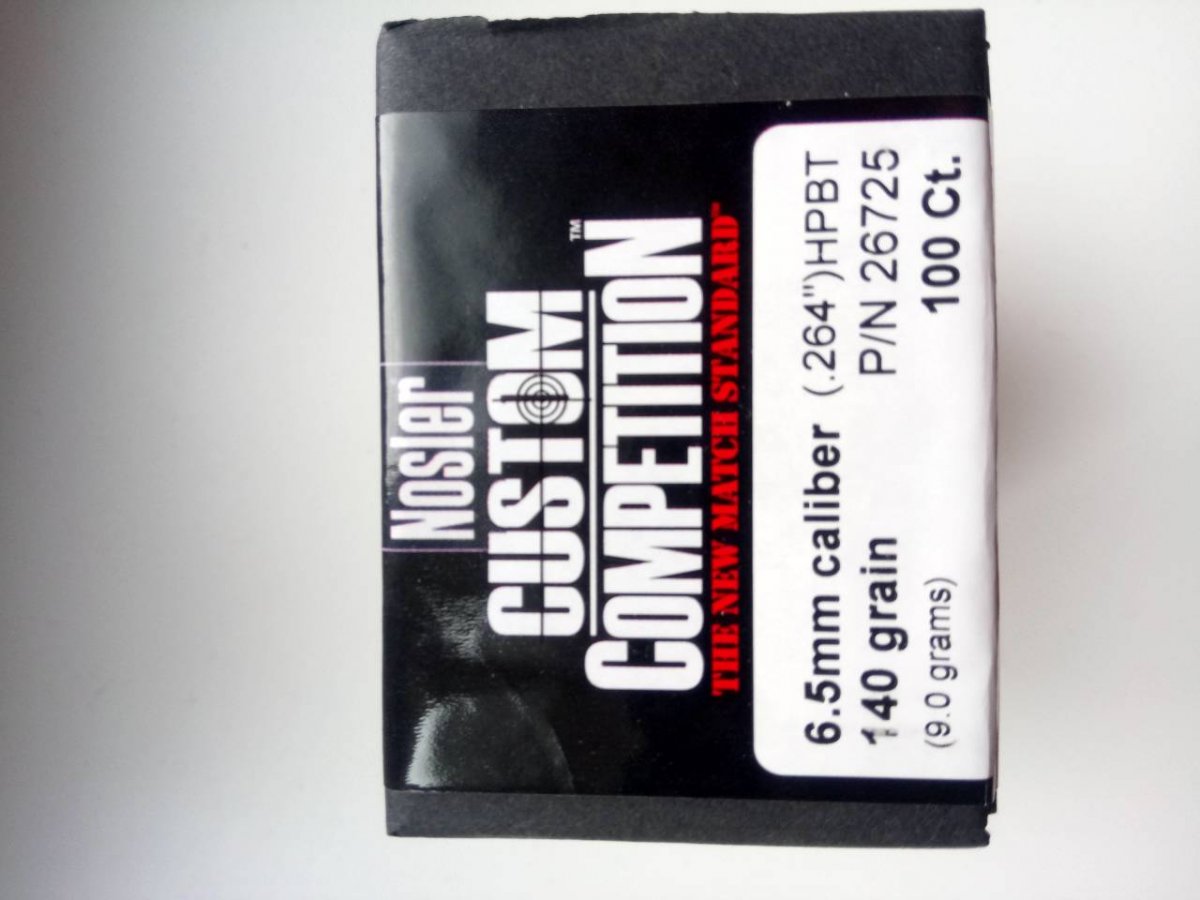 Nosler
CUSTOM
COMPETITION™
THE NEW MATCH STANDARD™
6.5mm caliber (.264")HPBT
140 grain P/N 26725
(9.0 grams) 100 Ct.